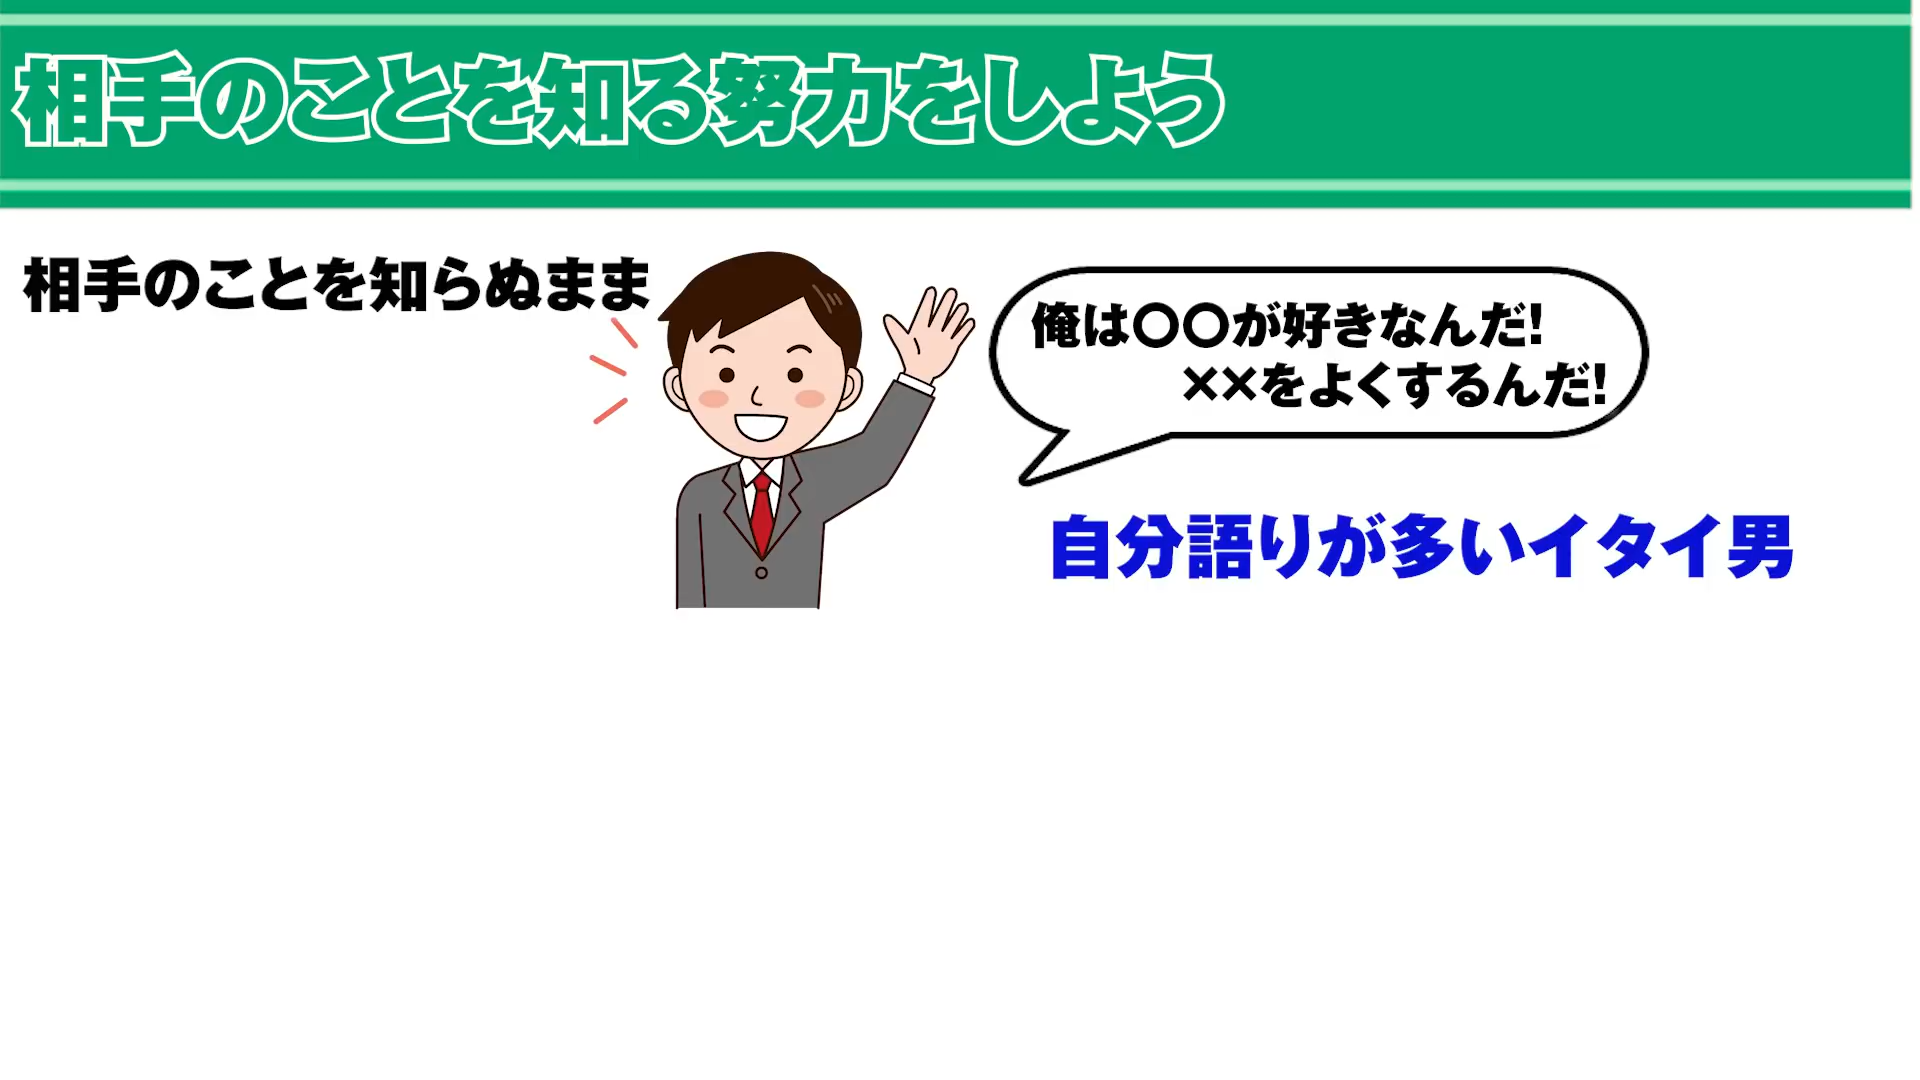 相手のことを知る努力をしよう
相手のことを知らぬまま
俺は〇〇が好きなんだ!
××をよくするんだ!
自分語りが多いイタイ男